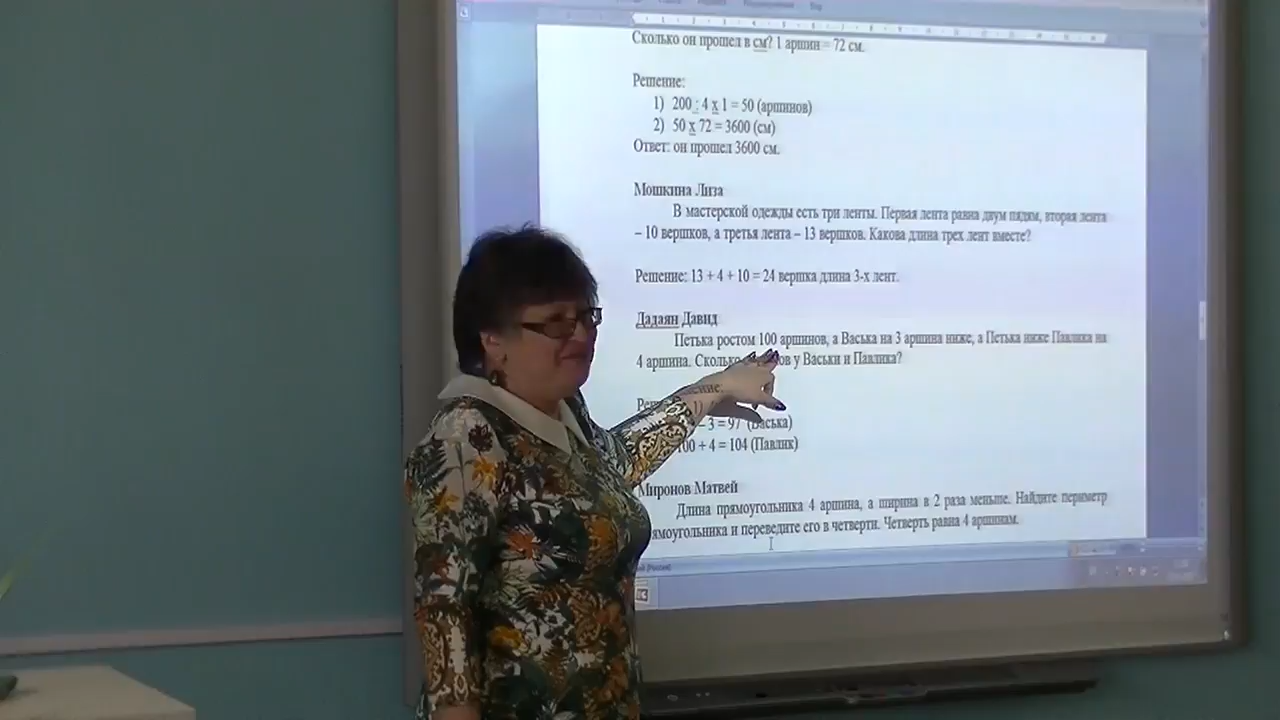 Сколько он прошел в см? 1 аршин = 72 см.
Решение:
1) 200 : 4 х 1 = 50 (аршинов)
2) 50 х 72 = 3600 (см)
Ответ: он прошел 3600 см.
Мошкина Лиза
В мастерской одежды есть три ленты. Первая лента равна двум пядям, вторая лента
– 10 вершков, а третья лента – 13 вершков. Какова длина трех лент вместе?
Решение: 13 + 4 + 10 = 24 вершка длина 3-х лент.
Дадаян Давид
Петька ростом 100 аршинов, а Васька на 3 аршина ниже, а Петька ниже Павлика на
4 аршина. Сколько у Васьки и Павлика?
– 3 = 97 (Васька)
100 + 4 = 104 (Павлик)
Миронов Матвей
Длина прямоугольника 4 аршина, а ширина в 2 раза меньше. Найдите периметр
ямоугольника и переведите его в четверти. Четверть равна 4 аршинам.